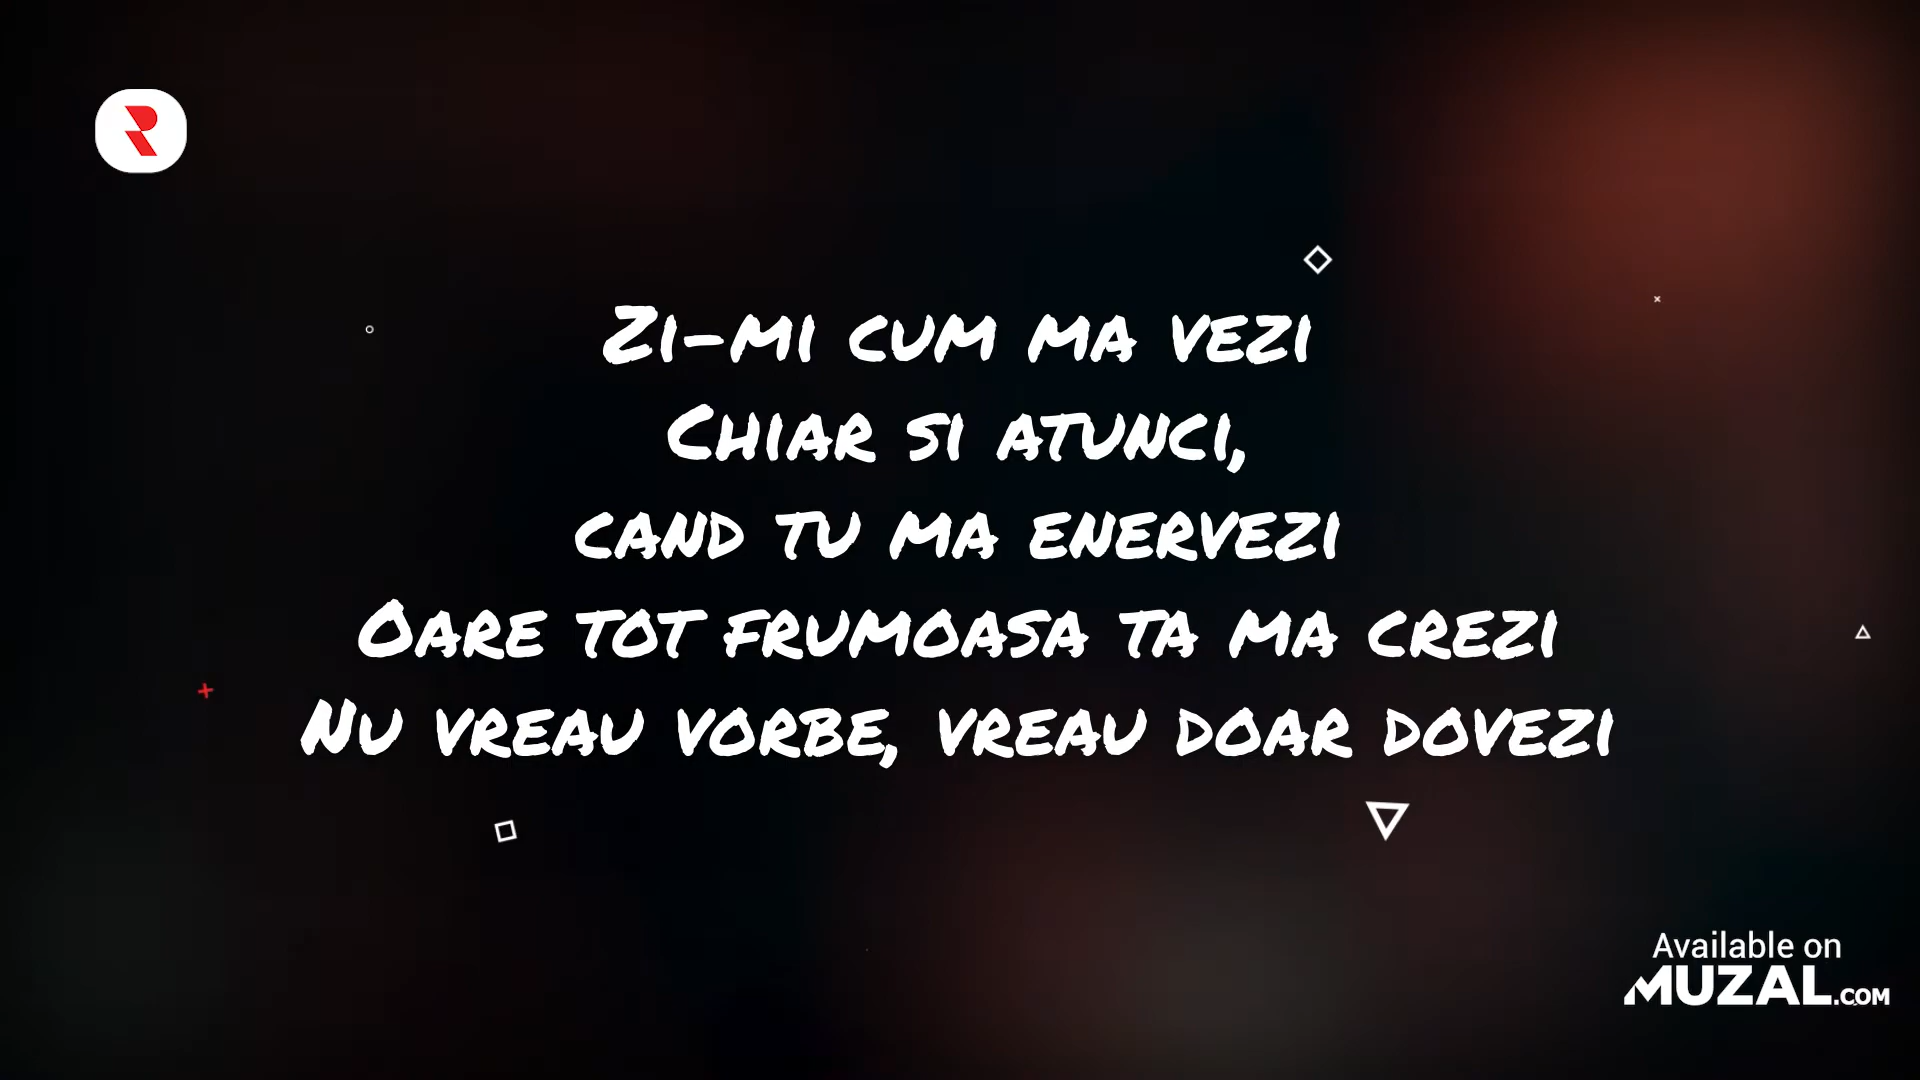 Zi-mi cum ma vezi
Chiar si atunci,
cand tu ma enervezi
Oare tot frumoasa ta ma crezi
Nu vreau vorbe, vreau doar dovezi
R
Available on
MUZAL.COM